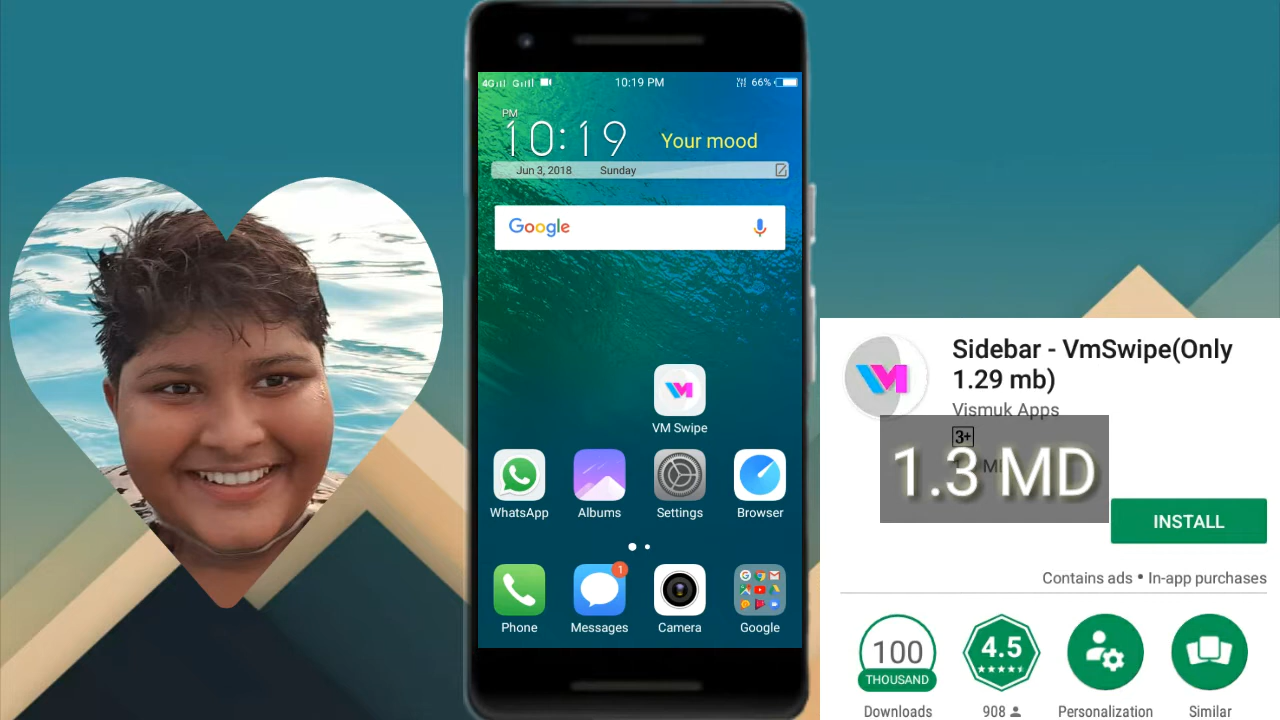 4G G 10:19 PM 66%
PM
10:19
Your mood
Jun 3, 2018 Sunday
Google
VM
VM Swipe
WhatsApp Albums Settings Browser
1
Phone Messages Camera Google
VM
Sidebar - VmSwipe(Only
1.29 mb)
Vismuk Apps
3+
1.3 MD
INSTALL
Contains ads • In-app purchases
100
THOUSAND
4.5
Downloads 908 Personalization Similar